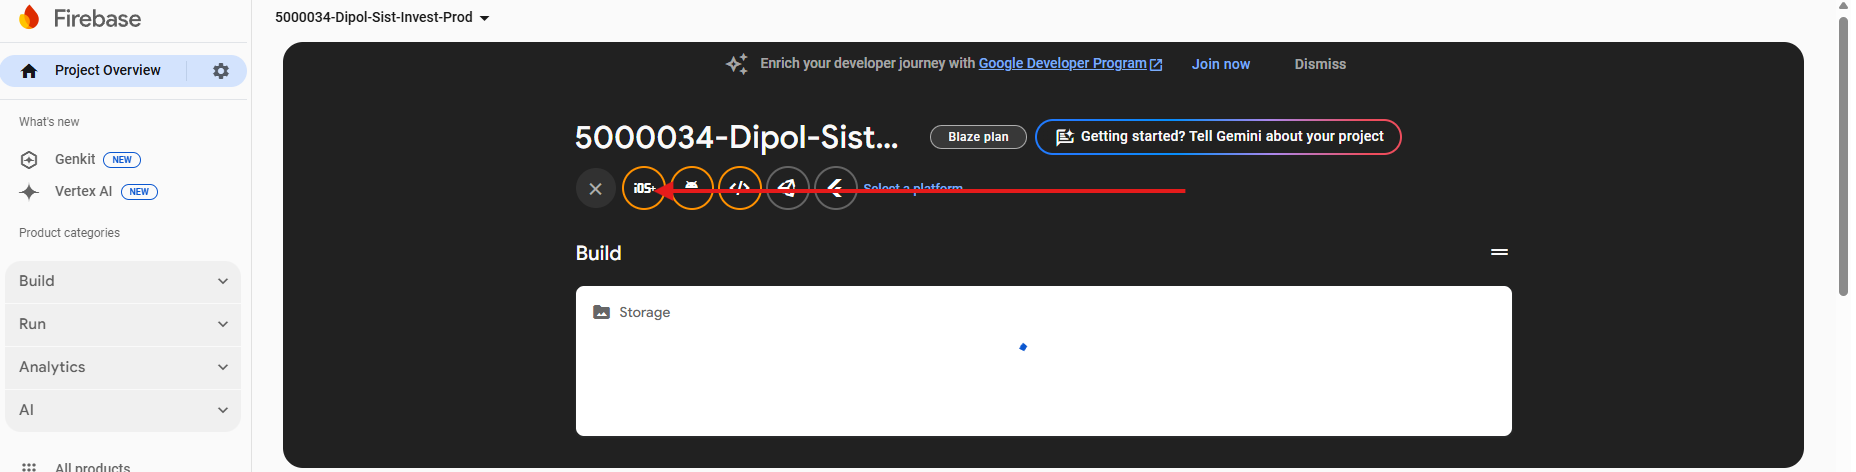 Firebase
5000034-Dipol-Sist-Invest-Prod
Project Overview
What's new
Genkit NEW
Vertex AI NEW
Product categories
Build
Run
Analytics
AI
All products
Enrich your developer journey with Google Developer Program Join now Dismiss
5000034-Dipol-Sist... Blaze plan Getting started? Tell Gemini about your project
iOS+ </> Select a platform
Build
Storage